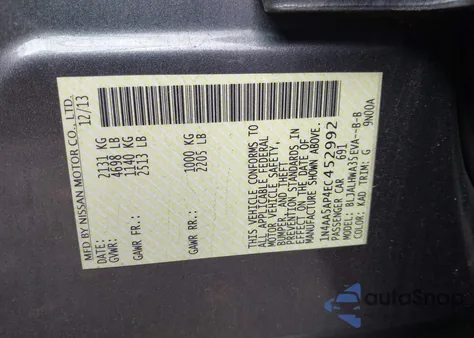 MFD BY NISSAN MOTOR CO., LTD.
12/13
GVWR: 2131 KG
4698 LB
GAWR FR.: 1140 KG
2513 LB
GAWR RR.: 1000 KG
2205 LB
THIS VEHICLE CONFORMS TO
ALL APPLICABLE FEDERAL
MOTOR VEHICLE SAFETY,
BUMPER, AND THEFT
PREVENTION STANDARDS IN
EFFECT ON THE DATE OF
MANUFACTURE SHOWN ABOVE.
1N4AA5AP4EC452992
PASSENGER CAR 691
MODEL: BLJALHWA35EVA--B-B
COLOR: KAD TRIM: G 9N00A
autoSnap